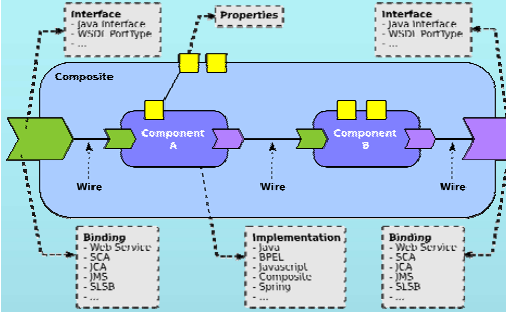 Interface
- Java Interface
- WSDL PortType
- ...
Properties
Interface
- Java Interface
- WSDL PortType
- ...
Composite
Component
A
Component
B
Wire
Wire
Wire
Binding
- Web Service
- SCA
- JCA
- JMS
- SLSB
- ...
Implementation
- Java
- BPEL
- Javascript
- Composite
- Spring
- ...
Binding
- Web Service
- SCA
- JCA
- JMS
- SLSB
- ...